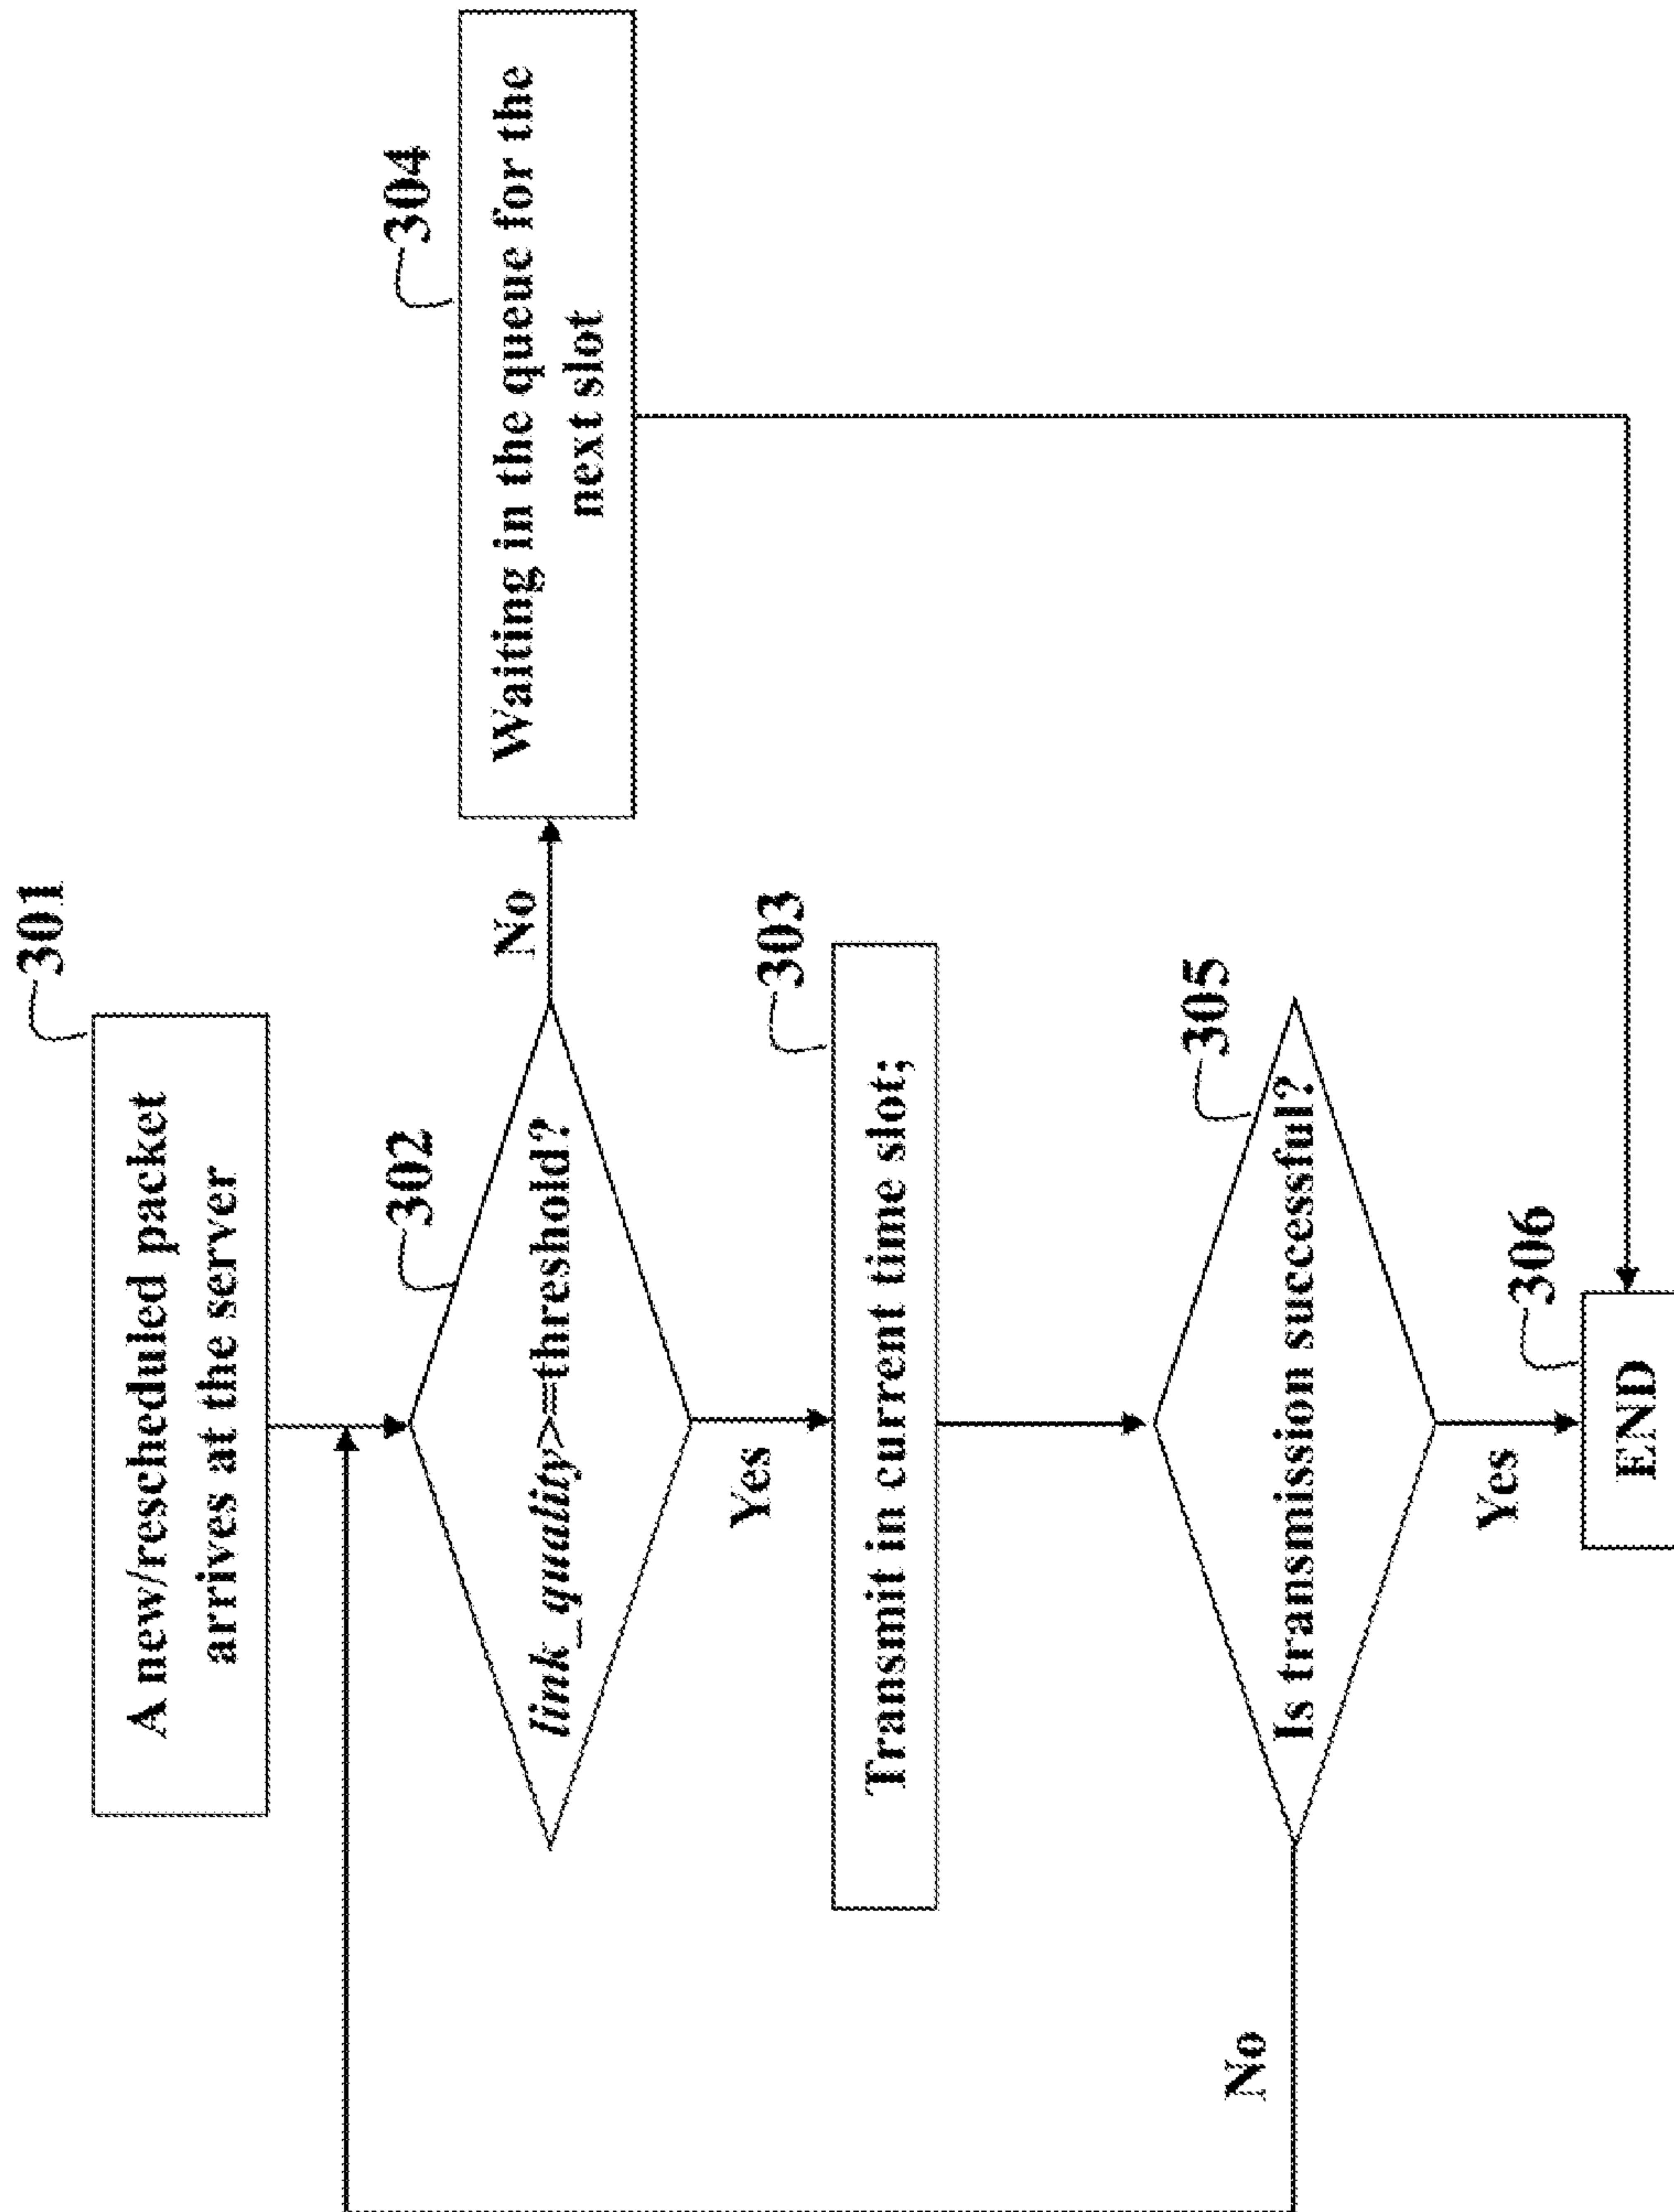 301
A new/rescheduled packet
arrives at the server
302
link_quality>=threshold?
No
304
Waiting in the queue for the
next slot
Yes
303
Transmit in current time slot;
305
Is transmission successful?
No
Yes
306
END